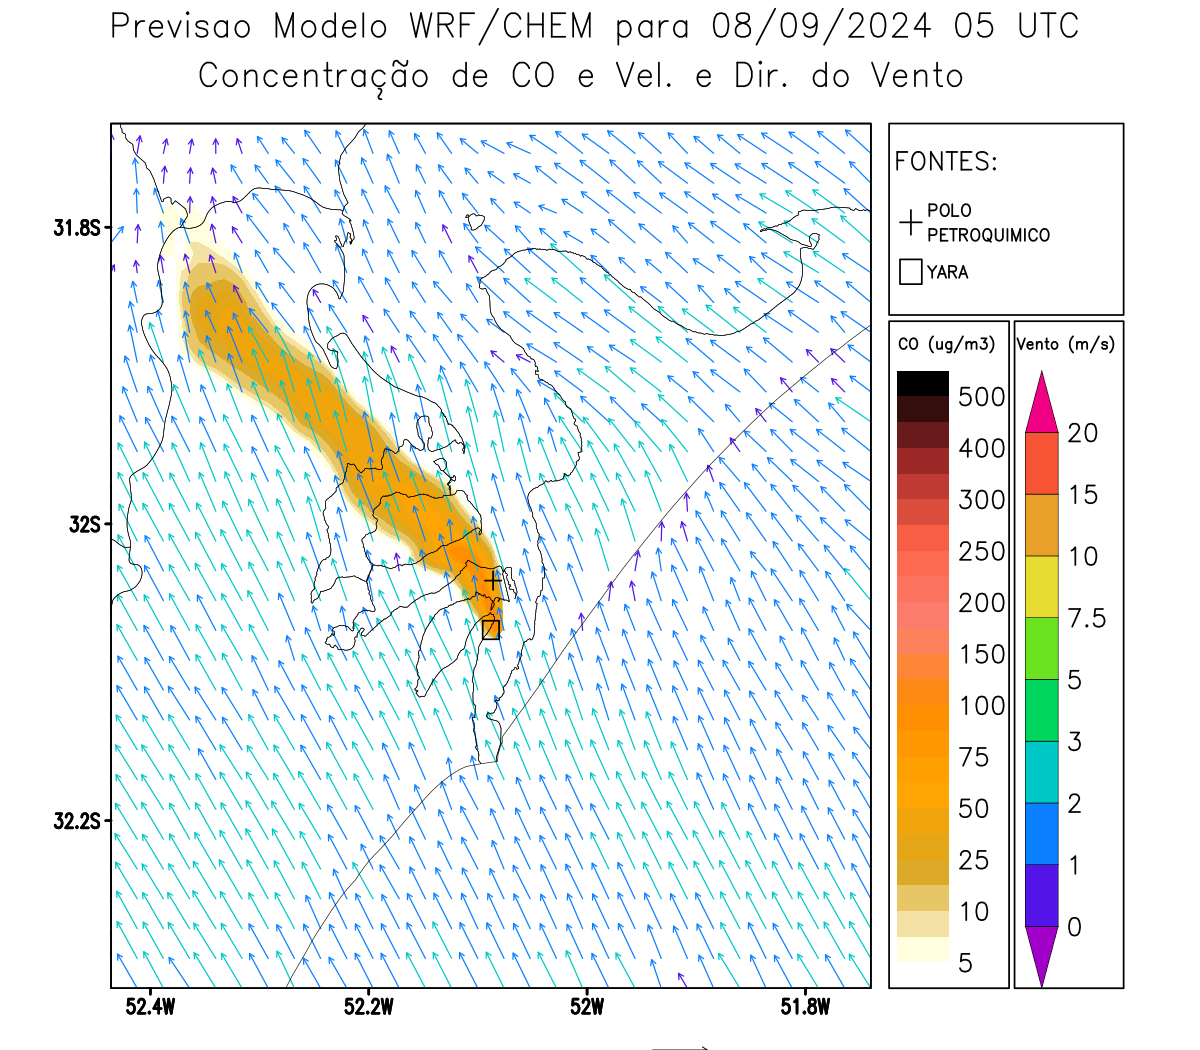 Previsao Modelo WRF/CHEM para 08/09/2024 05 UTC
Concentração de CO e Vel. e Dir. do Vento
FONTES:
POLO
PETROQUIMICO
YARA
CO (ug/m3)
500
400
300
250
200
150
100
75
50
25
10
5
Vento (m/s)
20
15
10
7.5
5
3
2
1
0
31.8S
32S
32.2S
52.4W
52.2W
52W
51.8W